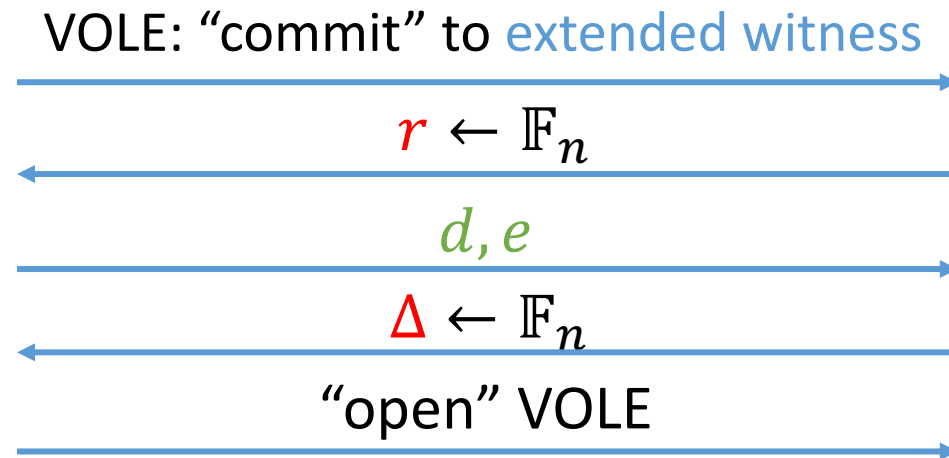 VOLE: “commit” to extended witness
r ← 𝔽ₙ
d, e
Δ ← 𝔽ₙ
“open” VOLE